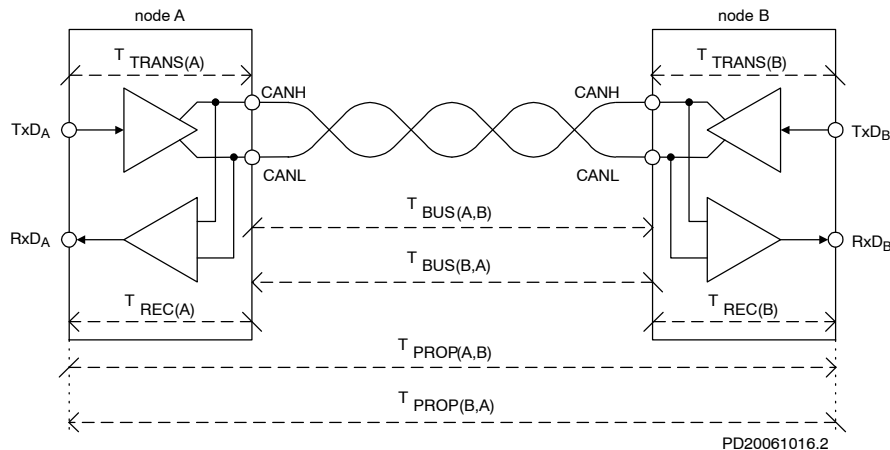 node A node B
T TRANS(A) T TRANS(B)
CANH CANH
TxDA TxDB
CANL CANL
T BUS(A,B)
RxDA RxDB
T BUS(B,A)
T REC(A) T REC(B)
T PROP(A,B)
T PROP(B,A)
PD20061016.2